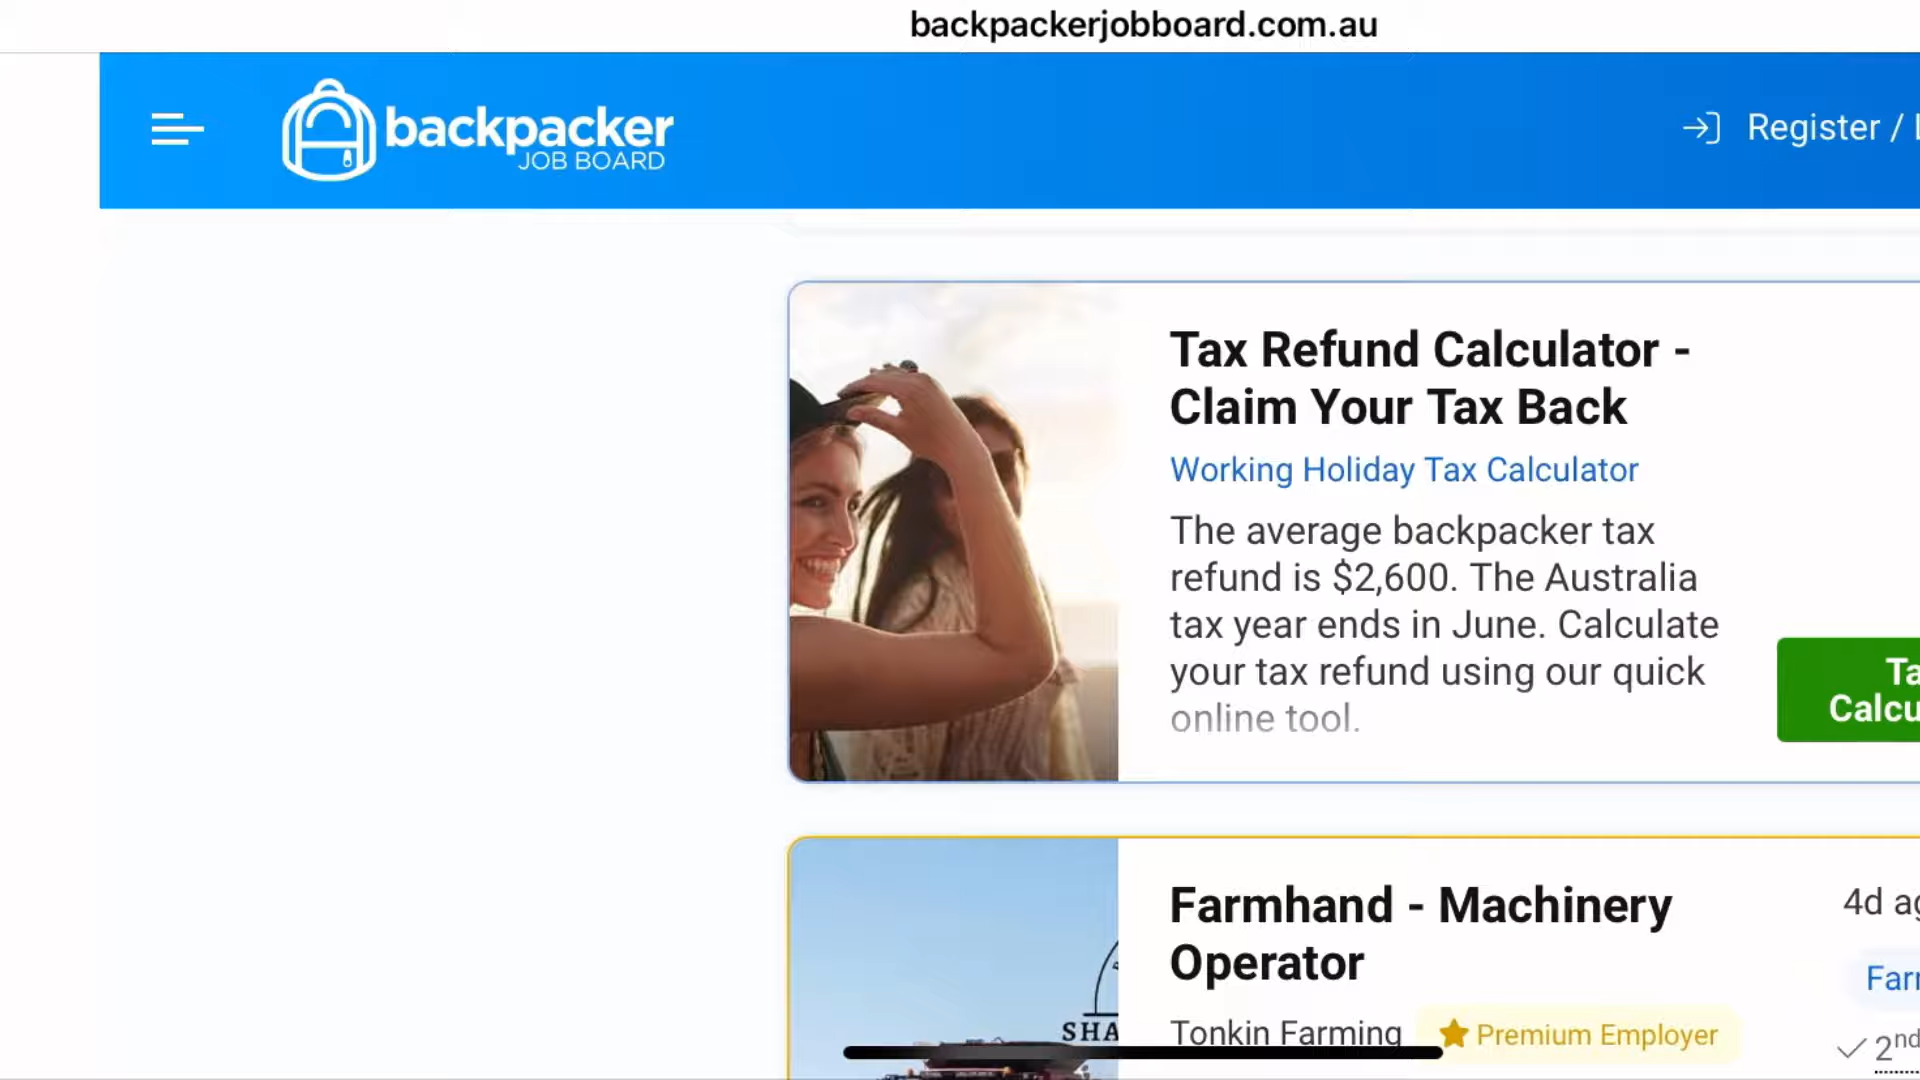 backpackerjobboard.com.au
backpacker
JOB BOARD
Register /
Tax Refund Calculator -
Claim Your Tax Back
Working Holiday Tax Calculator
The average backpacker tax
refund is $2,600. The Australia
tax year ends in June. Calculate
your tax refund using our quick
online tool.
Farmhand - Machinery
Operator
4d
Tonkin Farming
Premium Employer
2nd